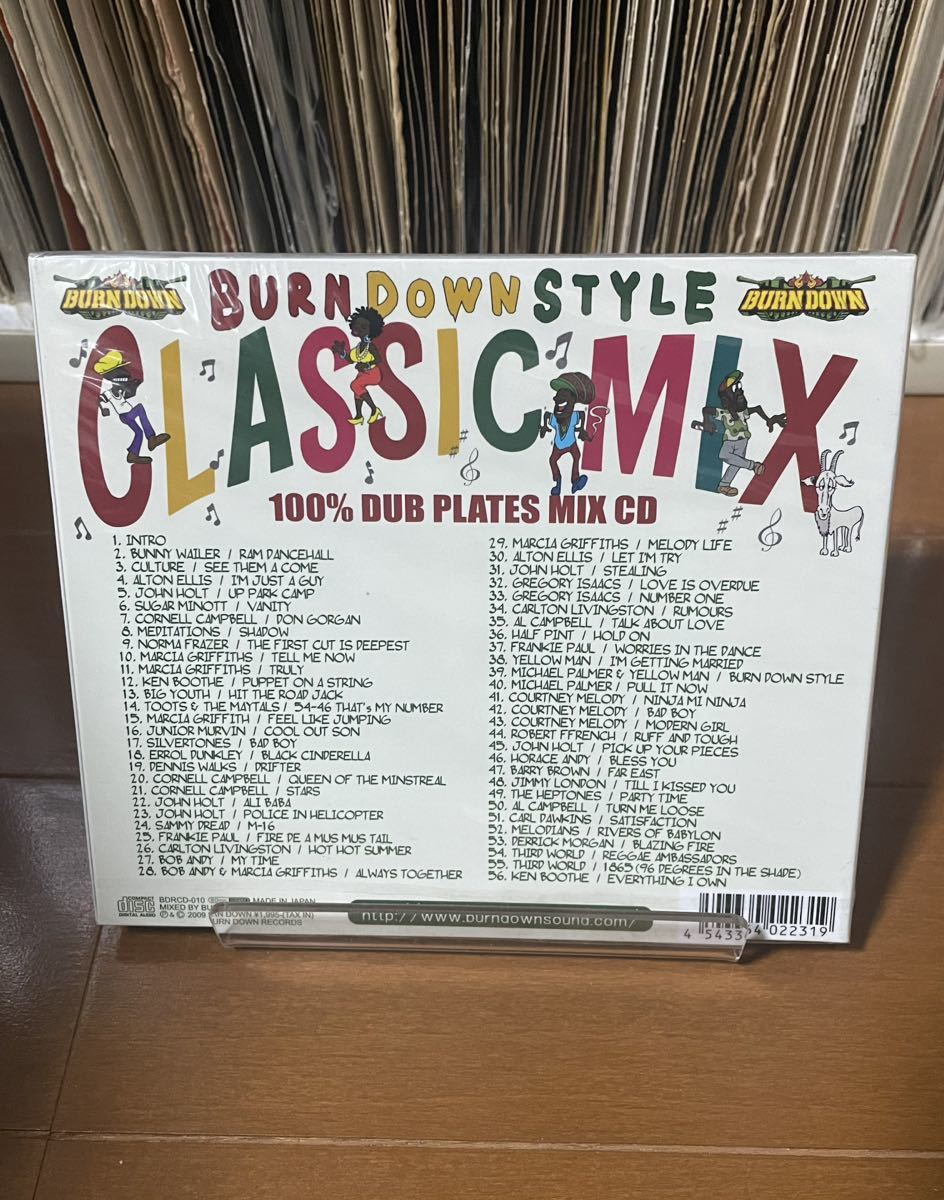 BURN DOWN
BURN DOWN STYLE
BURN DOWN
CLASSIC MIX
100% DUB PLATES MIX CD
1. INTRO
2. BUNNY WAILER / RAM DANCEHALL
3. CULTURE / SEE THEM A COME
4. ALTON ELLIS / I'M JUST A GUY
5. JOHN HOLT / UP PARK CAMP
6. SUGAR MINOTT / VANITY
7. CORNELL CAMPBELL / DON GORGAN
8. MEDITATIONS / SHADOW
9. NORMA FRAZER / THE FIRST CUT IS DEEPEST
10. MARCIA GRIFFITHS / TELL ME NOW
11. MARCIA GRIFFITHS / TRULY
12. KEN BOOTHE / PUPPET ON A STRING
13. BIG YOUTH / HIT THE ROAD JACK
14. TOOTS & THE MAYTALS / 54-46 THAT'S MY NUMBER
15. MARCIA GRIFFITH / FEEL LIKE JUMPING
16. JUNIOR MURVIN / COOL OUT SON
17. SILVERTONES / BAD BOY
18. ERROL DUNKLEY / BLACK CINDERELLA
19. DENNIS WALKS / DRIFTER
20. CORNELL CAMPBELL / QUEEN OF THE MINSTREAL
21. CORNELL CAMPBELL / STARS
22. JOHN HOLT / ALI BABA
23. JOHN HOLT / POLICE IN HELICOPTER
24. SAMMY DREAD / M-16
25. FRANKIE PAUL / FIRE DE A MUS MUS TAIL
26. CARLTON LIVINGSTON / HOT HOT SUMMER
27. BOB ANDY / MY TIME
28. BOB ANDY & MARCIA GRIFFITHS / ALWAYS TOGETHER
29. MARCIA GRIFFITHS / MELODY LIFE
30. ALTON ELLIS / LET I'M TRY
31. JOHN HOLT / STEALING
32. GREGORY ISAACS / LOVE IS OVERDUE
33. GREGORY ISAACS / NUMBER ONE
34. CARLTON LIVINGSTON / RUMOURS
35. AL CAMPBELL / TALK ABOUT LOVE
36. HALF PINT / HOLD ON
37. FRANKIE PAUL / WORRIES IN THE DANCE
38. YELLOW MAN / I'M GETTING MARRIED
39. MICHAEL PALMER & YELLOW MAN / BURN DOWN STYLE
40. MICHAEL PALMER / PULL IT NOW
41. COURTNEY MELODY / NINJA MI NINJA
42. COURTNEY MELODY / BAD BOY
43. COURTNEY MELODY / MODERN GIRL
44. ROBERT FFRENCH / RUFF AND TOUGH
45. JOHN HOLT / PICK UP YOUR PIECES
46. HORACE ANDY / BLESS YOU
47. BARRY BROWN / FAR EAST
48. JIMMY LONDON / TILL I KISSED YOU
49. THE HEPTONES / PARTY TIME
50. AL CAMPBELL / TURN ME LOOSE
51. CARL DAWKINS / SATISFACTION
52. MELODIANS / RIVERS OF BABYLON
53. DERRICK MORGAN / BLAZING FIRE
54. THIRD WORLD / REGGAE AMBASSADORS
55. THIRD WORLD / 1865 (96 DEGREES IN THE SHADE)
56. KEN BOOTHE / EVERYTHING I OWN
COMPACT disc DIGITAL AUDIO
BDRCD-010 MADE IN JAPAN
MIXED BY
℗ & © 2009 DOWN ¥1,995-(TAX IN)
DOWN RECORDS
http://www.burndownsound.com/
4 5433 4 022319